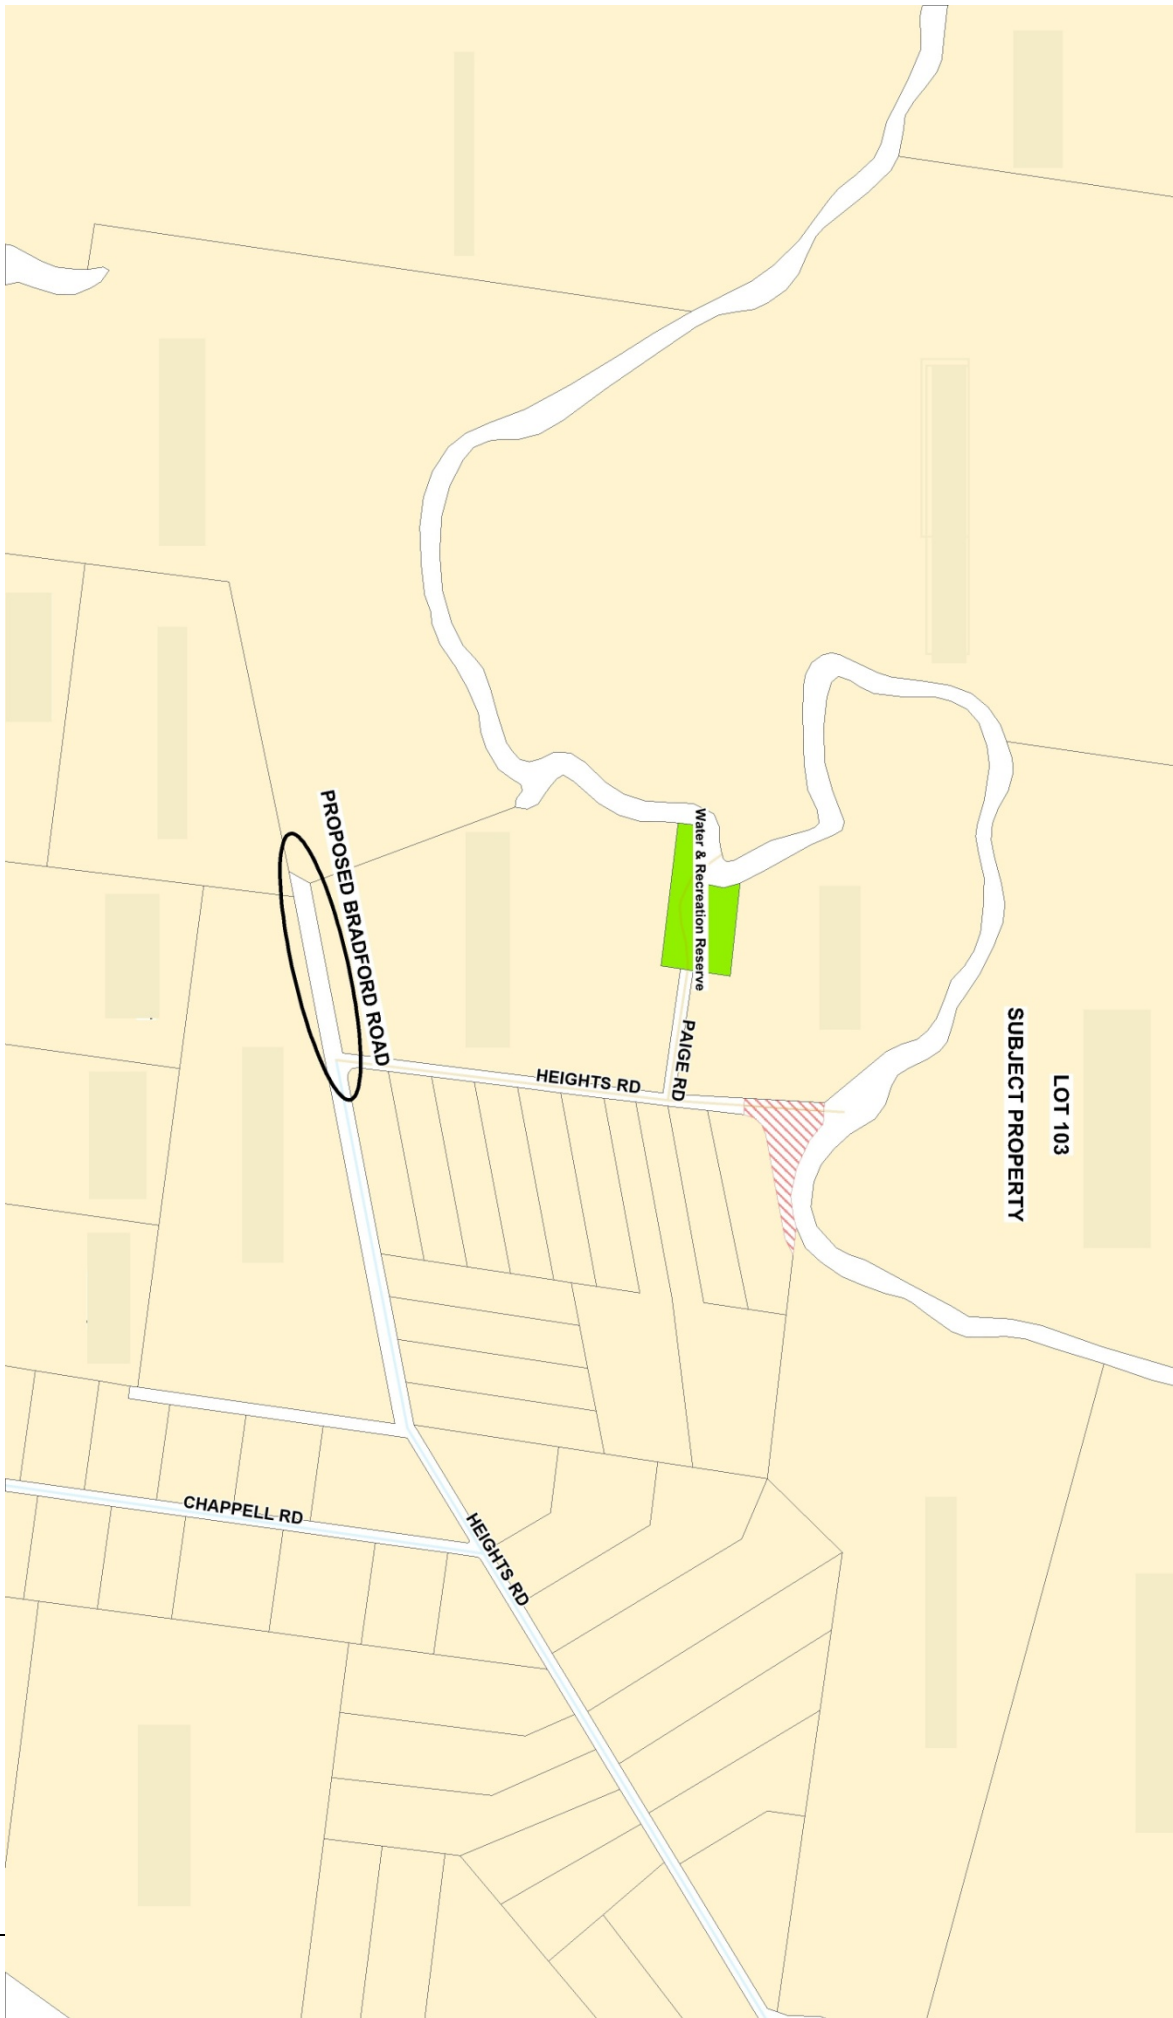 PROPOSED BRADFORD ROAD
Water & Recreation Reserve
LOT 103
SUBJECT PROPERTY
PAIGE RD
HEIGHTS RD
CHAPPELL RD
HEIGHTS RD